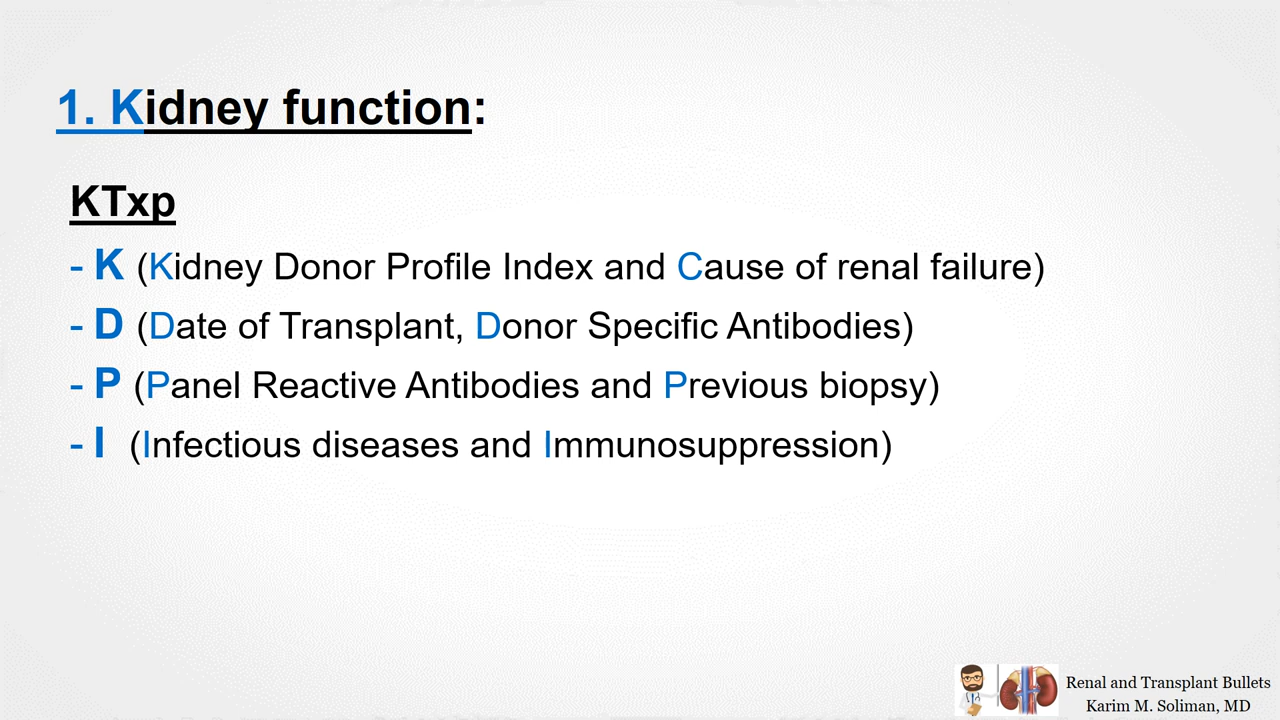 1. Kidney function:
KTxp
- K (Kidney Donor Profile Index and Cause of renal failure)
- D (Date of Transplant, Donor Specific Antibodies)
- P (Panel Reactive Antibodies and Previous biopsy)
- I (Infectious diseases and Immunosuppression)
Renal and Transplant Bullets
Karim M. Soliman, MD